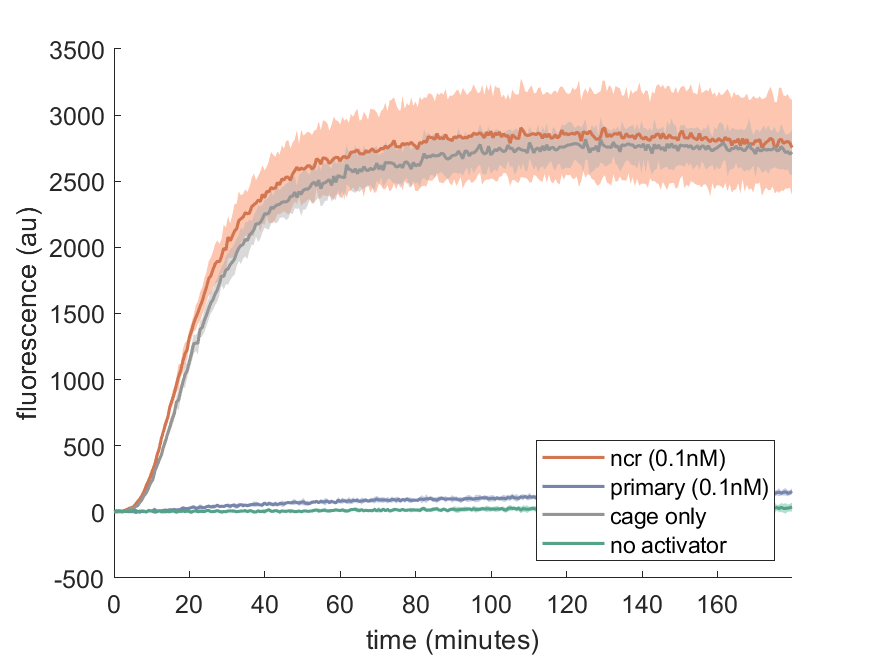 3500
3000
2500
2000
1500
1000
500
0
-500
0 20 40 60 80 100 120 140 160
fluorescence (au)
time (minutes)
ncr (0.1nM)
primary (0.1nM)
cage only
no activator